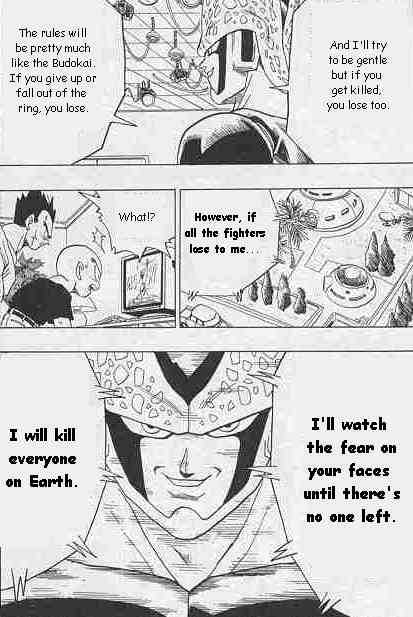 The rules will
be pretty much
like the Budokai.
If you give up or
fall out of the
ring, you lose.
And I'll try
to be gentle
but if you
get killed,
you lose too.
What!?
However, if
all the fighters
lose to me...
I will kill
everyone
on Earth.
I'll watch
the fear on
your faces
until there's
no one left.